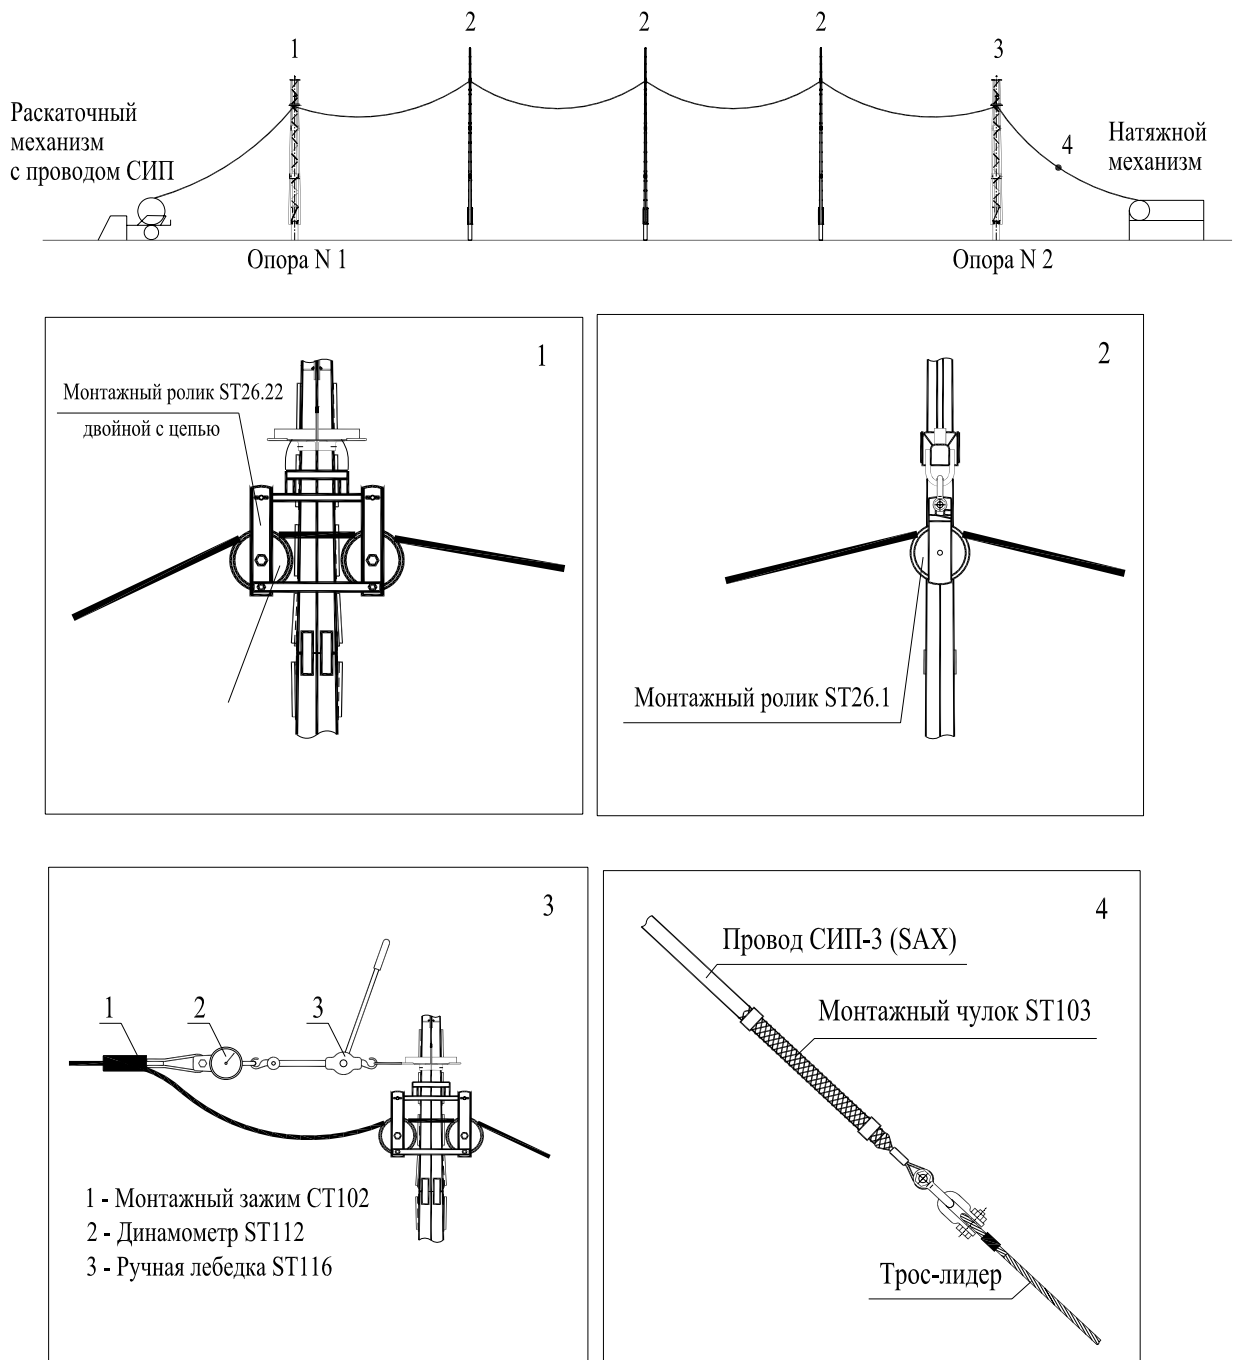 1
2
2
2
3
Раскаточный
механизм
с проводом СИП
4
Натяжной
механизм
Опора N 1
Опора N 2
1
Монтажный ролик ST26.22
двойной с цепью
2
Монтажный ролик ST26.1
3
1
2
3
1 - Монтажный зажим СТ102
2 - Динамометр ST112
3 - Ручная лебедка ST116
4
Провод СИП-3 (SAX)
Монтажный чулок ST103
Трос-лидер